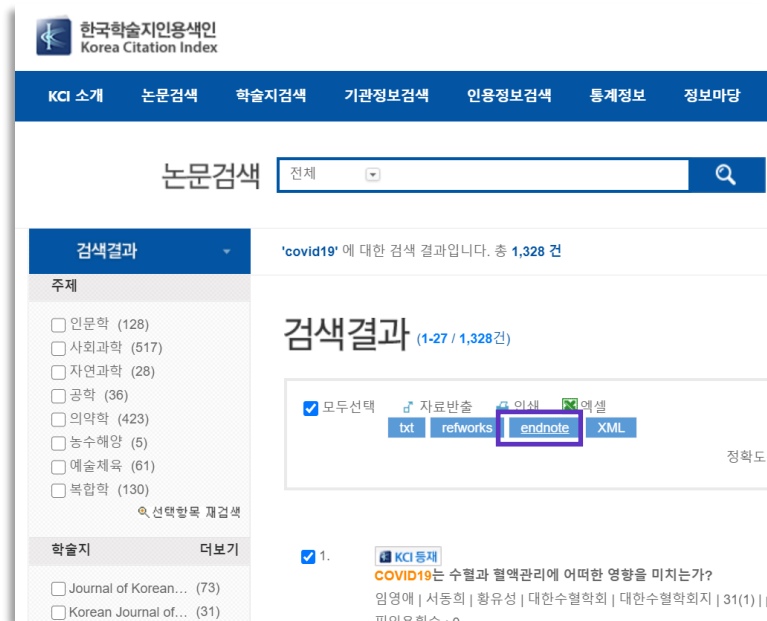 한국학술지인용색인
Korea Citation Index
KCI 소개 논문검색 학술지검색 기관정보검색 인용정보검색 통계정보 정보마당
논문검색 전체
검색결과
'covid19' 에 대한 검색 결과입니다. 총 1,328 건
주제
인문학 (128)
사회과학 (517)
자연과학 (28)
공학 (36)
의약학 (423)
농수해양 (5)
예술체육 (61)
복합학 (130)
선택항목 재검색
학술지 더보기
Journal of Korean... (73)
Korean Journal of... (31)
검색결과 (1-27 / 1,328건)
모두선택 자료반출 인쇄 엑셀
txt refworks endnote XML
정확도
1. KCI 등재
COVID19는 수혈과 혈액관리에 어떠한 영향을 미치는가?
임영애 | 서동희 | 황유성 | 대한수혈학회 | 대한수혈학회지 | 31(1) |